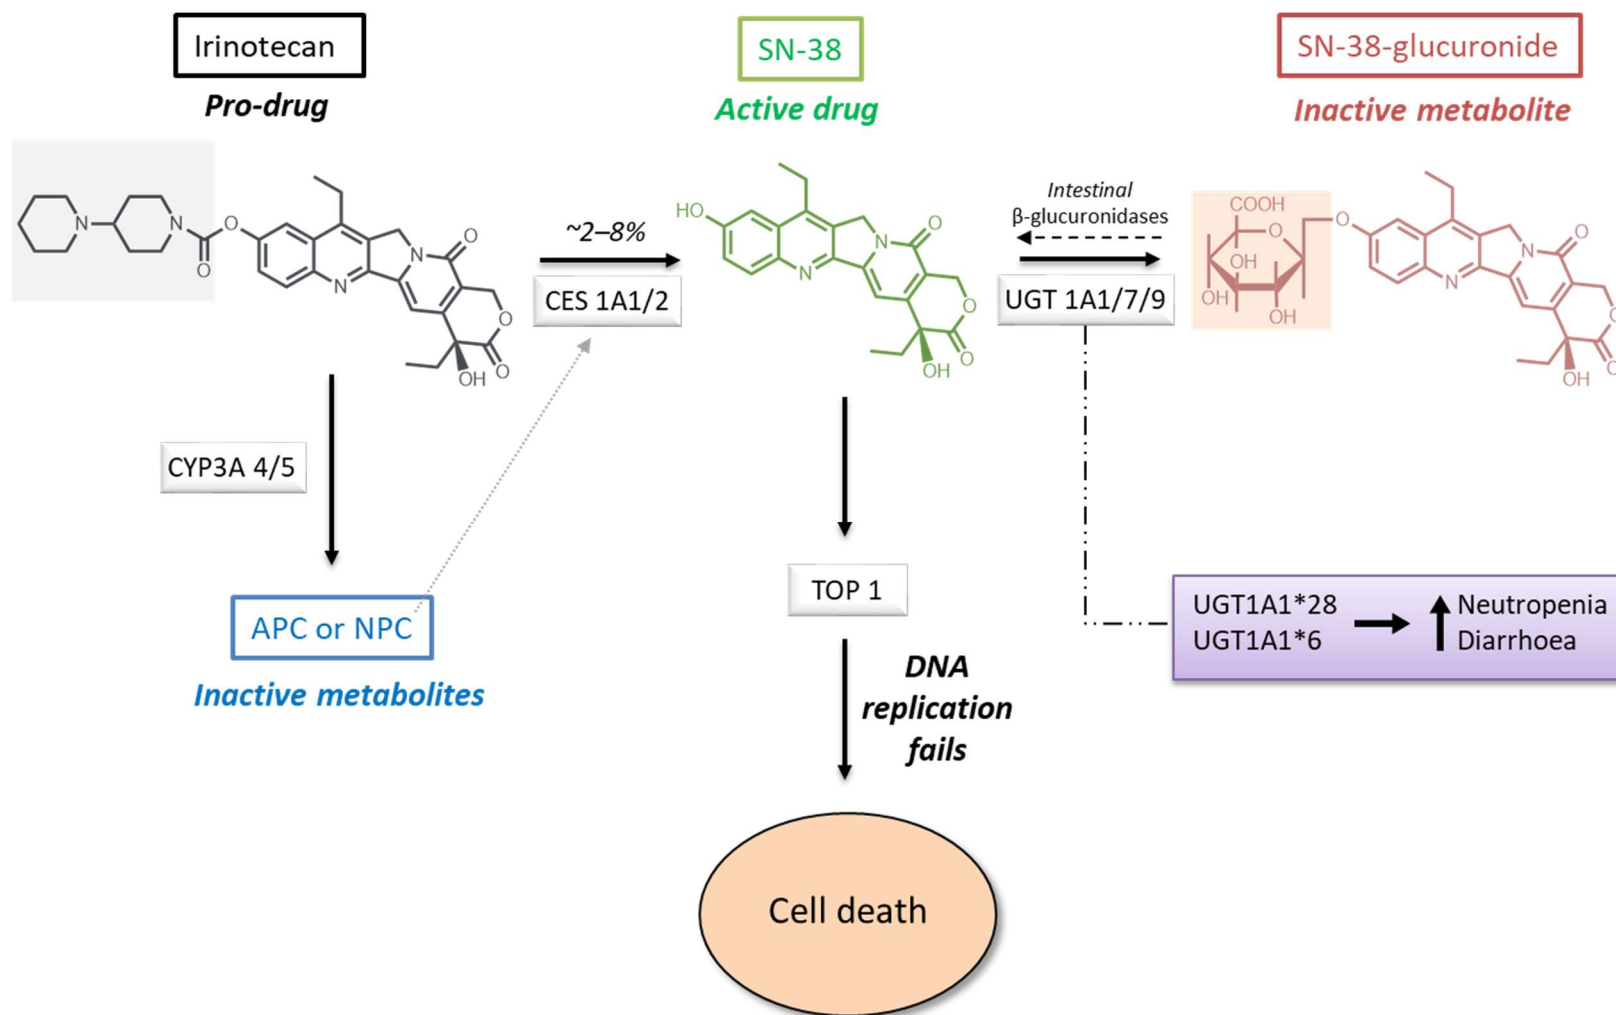 Irinotecan
Pro-drug
SN-38
Active drug
SN-38-glucuronide
Inactive metabolite
N
N
O
O
N
N
O
O
O
OH
~2–8%
CES 1A1/2
HO
N
N
O
O
O
OH
Intestinal
β-glucuronidases
UGT 1A1/7/9
COOH
O
OH
OH
OH
O
N
N
O
O
O
OH
CYP3A 4/5
APC or NPC
Inactive metabolites
TOP 1
DNA
replication
fails
Cell death
UGT1A1*28
UGT1A1*6
Neutropenia
Diarrhoea